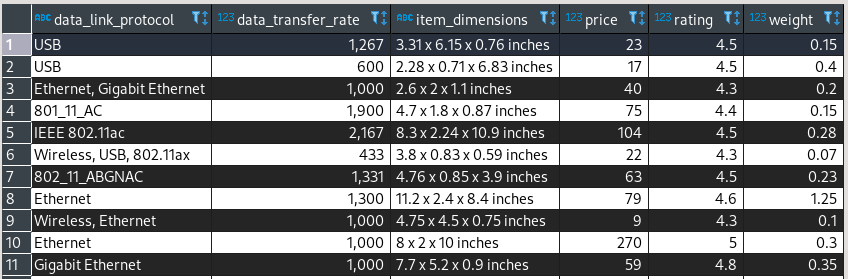 ABC data_link_protocol 123 data_transfer_rate ABC item_dimensions 123 price 123 rating 123 weight
1 USB 1,267 3.31 x 6.15 x 0.76 inches 23 4.5 0.15
2 USB 600 2.28 x 0.71 x 6.83 inches 17 4.5 0.4
3 Ethernet, Gigabit Ethernet 1,000 2.6 x 2 x 1.1 inches 40 4.3 0.2
4 801_11_AC 1,900 4.7 x 1.8 x 0.87 inches 75 4.4 0.15
5 IEEE 802.11ac 2,167 8.3 x 2.24 x 10.9 inches 104 4.5 0.28
6 Wireless, USB, 802.11ax 433 3.8 x 0.83 x 0.59 inches 22 4.3 0.07
7 802_11_ABGNAC 1,331 4.76 x 0.85 x 3.9 inches 63 4.5 0.23
8 Ethernet 1,300 11.2 x 2.4 x 8.4 inches 79 4.6 1.25
9 Wireless, Ethernet 1,000 4.75 x 4.5 x 0.75 inches 9 4.3 0.1
10 Ethernet 1,000 8 x 2 x 10 inches 270 5 0.3
11 Gigabit Ethernet 1,000 7.7 x 5.2 x 0.9 inches 59 4.8 0.35